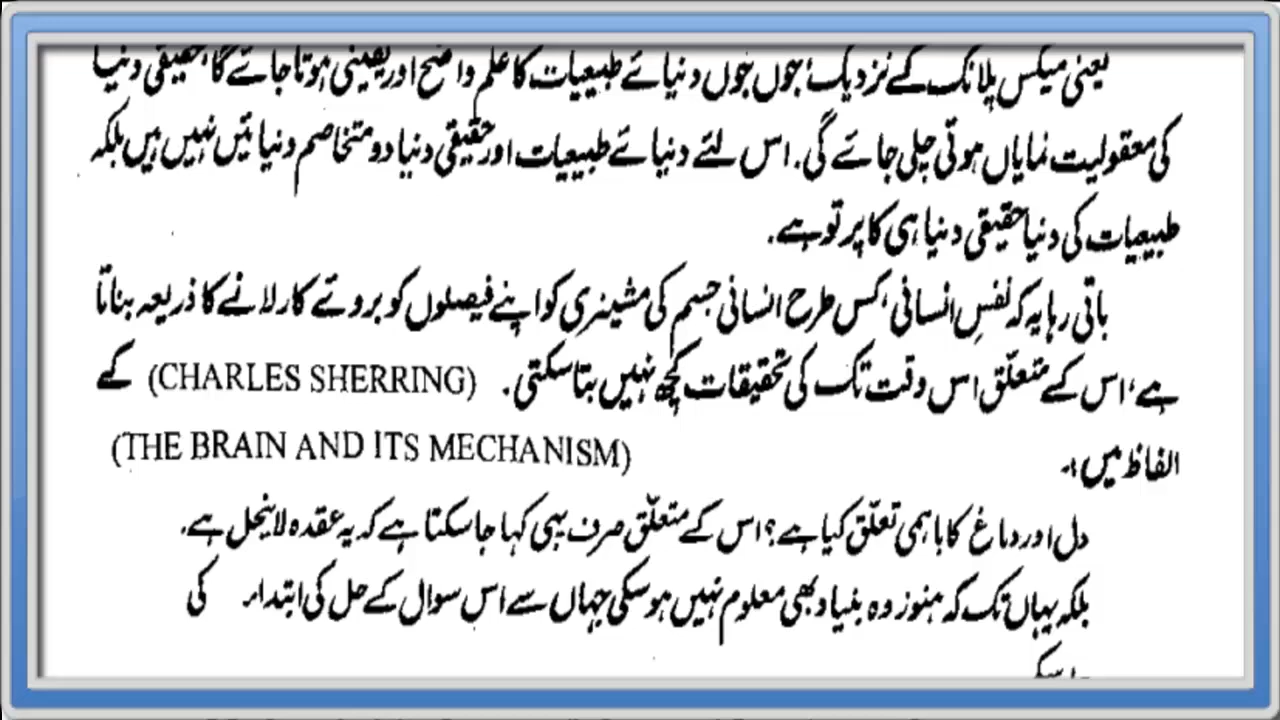 یعنی میکس پلانک کے نزدیک، جوں جوں دنیائے طبیعیات کا علم واضح اور یقینی ہوتا جائے گا، حقیقی دنیا
کی معقولیت نمایاں ہوتی چلی جائے گی۔ اس لئے دنیائے طبیعیات اور حقیقی دنیا دو متخاصم دنیائیں نہیں ہیں بلکہ
طبیعیات کی دنیا حقیقی دنیا ہی کا پر تو ہے۔
باقی رہا یہ کہ نفسِ انسانی، کس طرح انسانی جسم کی مشینری کو اپنے فیصلوں کو بروئے کار لانے کا ذریعہ بناتا
ہے، اس کے متعلّق اس وقت تک کی تحقیقات کچھ نہیں بتا سکتی۔ (CHARLES SHERRING) کے
الفاظ میں :۔ (THE BRAIN AND ITS MECHANISM)
دل اور دماغ کا باہمی تعلّق کیا ہے؟ اس کے متعلّق صرف یہی کہا جا سکتا ہے کہ یہ عقدہ لاینحل ہے۔
بلکہ یہاں تک کہ ہنوز وہ بنیاد بھی معلوم نہیں ہو سکی جہاں سے اس سوال کے حل کی ابتداء کی